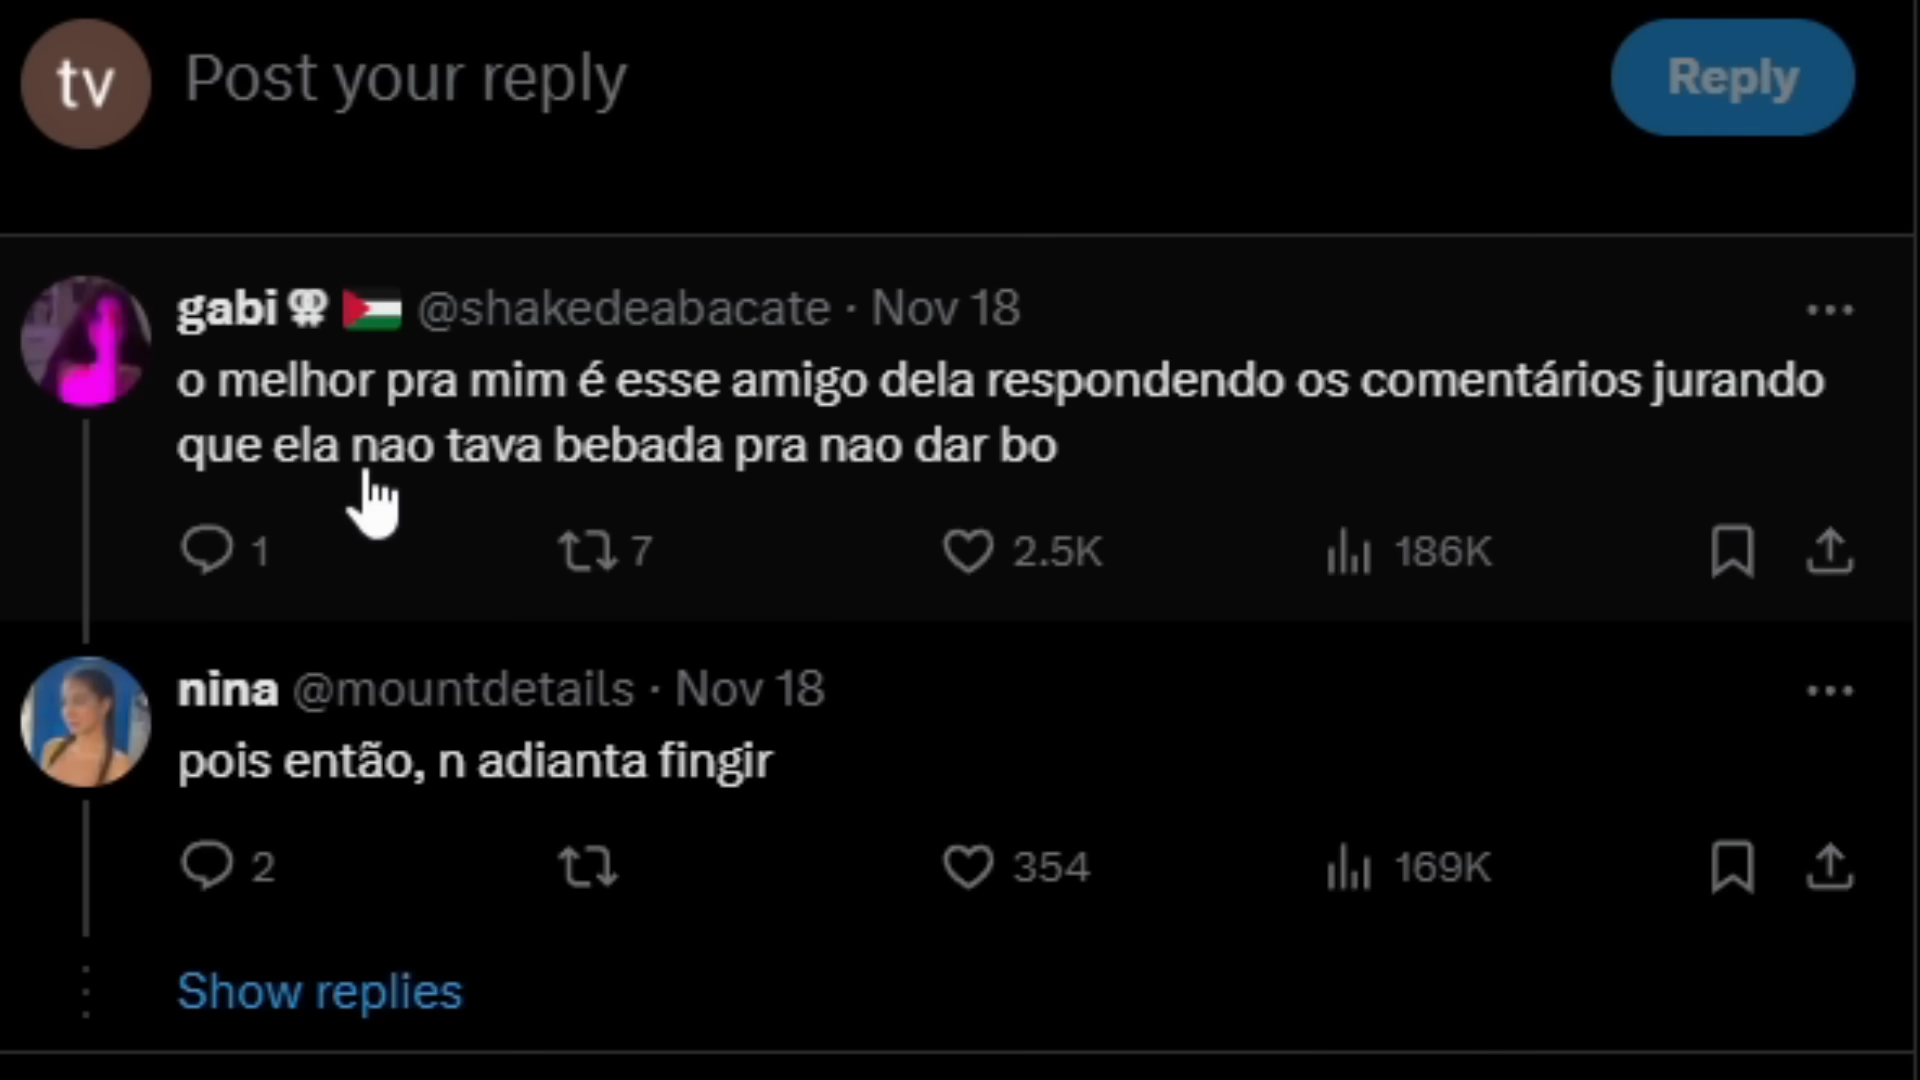 tv Post your reply Reply
gabi ⚢ 🇵🇸 @shakedeabacate · Nov 18
o melhor pra mim é esse amigo dela respondendo os comentários jurando
que ela nao tava bebada pra nao dar bo
1 7 2.5K 186K
nina @mountdetails · Nov 18
pois então, n adianta fingir
2 354 169K
Show replies